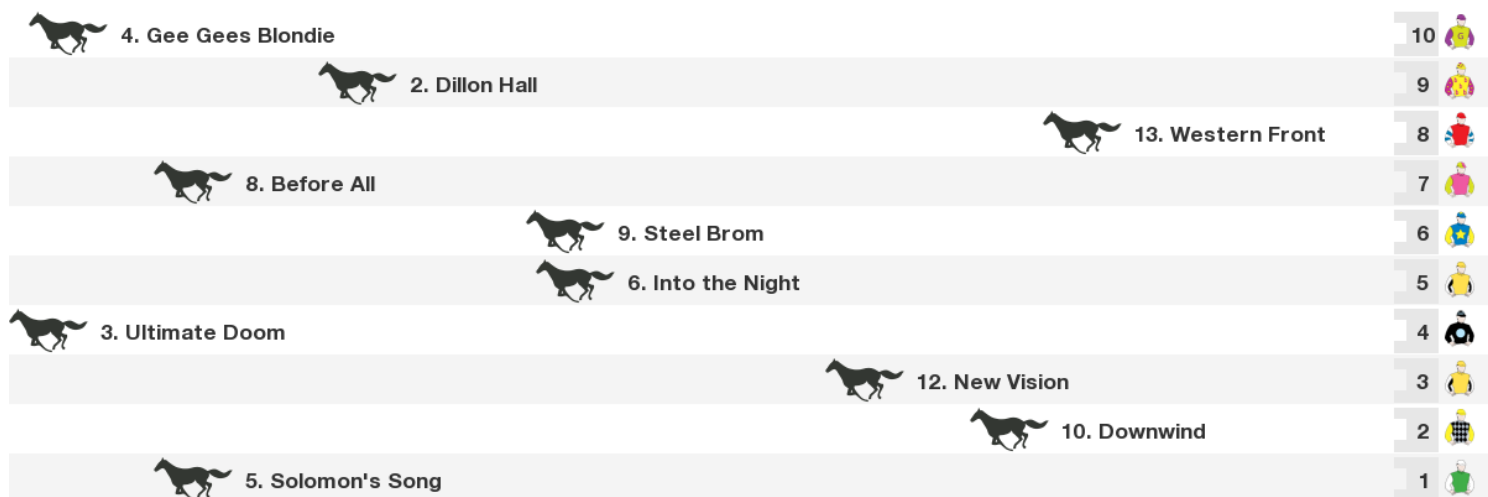 4. Gee Gees Blondie 10 G
2. Dillon Hall 9
13. Western Front 8
8. Before All 7
9. Steel Brom 6
6. Into the Night 5
3. Ultimate Doom 4
12. New Vision 3
10. Downwind 2
5. Solomon's Song 1